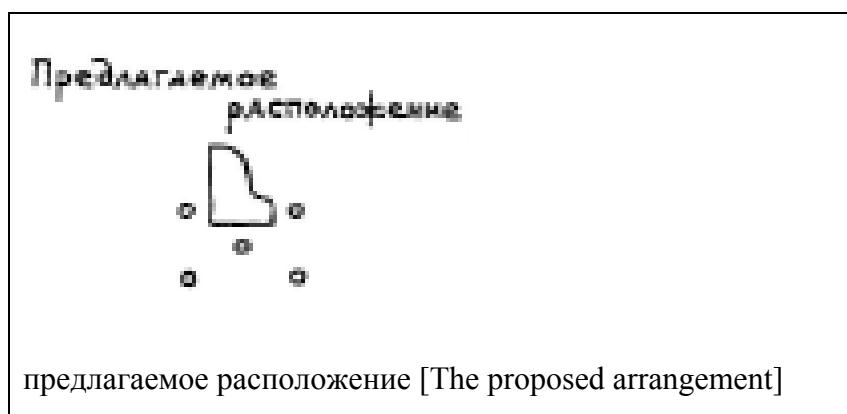 Предлагаемое
расположение
предлагаемое расположение [The proposed arrangement]